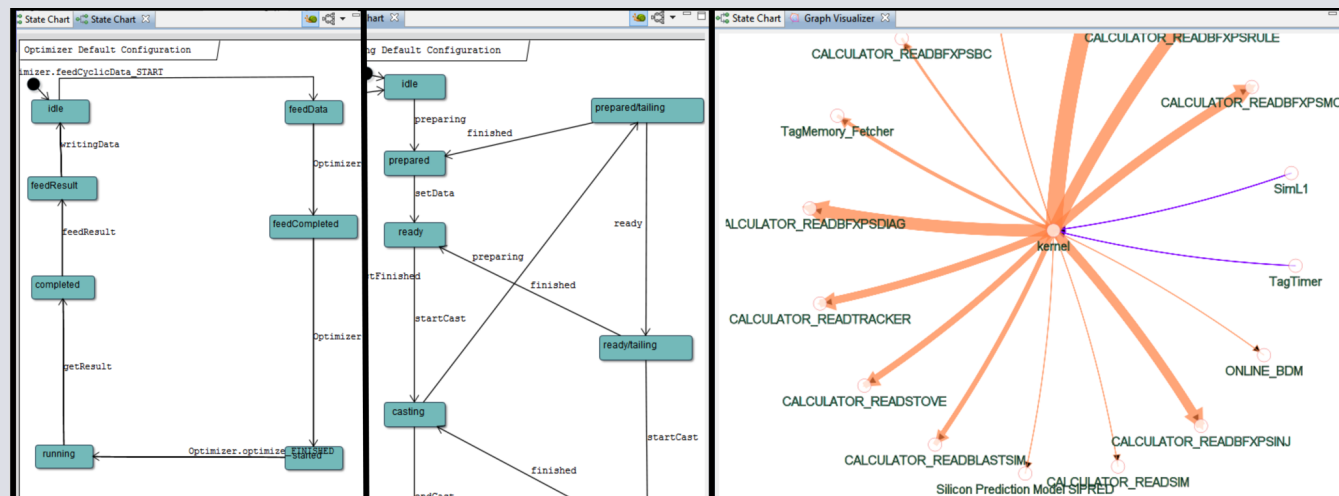 State Chart
State Chart
Optimizer Default Configuration
imizer.feedCyclicData_START
idle
feedData
writingData
Optimizer
feedResult
feedCompleted
feedResult
completed
Optimizer
getResult
running
Optimizer.optimize_FINISHED
started
hart
ng Default Configuration
idle
prepared/tailing
preparing
finished
prepared
setData
ready
ready
preparing
tFinished
finished
startCast
ready/tailing
casting
startCast
finished
ndCast
State Chart
Graph Visualizer
CALCULATOR_READBFXPSRULE
CALCULATOR_READBFXPSBC
CALCULATOR_READBFXPSMO
TagMemory_Fetcher
SimL1
ALCULATOR_READBFXPSDIAG
kernel
TagTimer
CALCULATOR_READTRACKER
ONLINE_BDM
CALCULATOR_READSTOVE
CALCULATOR_READBFXPSINJ
CALCULATOR_READBLASTSIM
CALCULATOR_READSIM
Silicon Prediction Model SIPRED